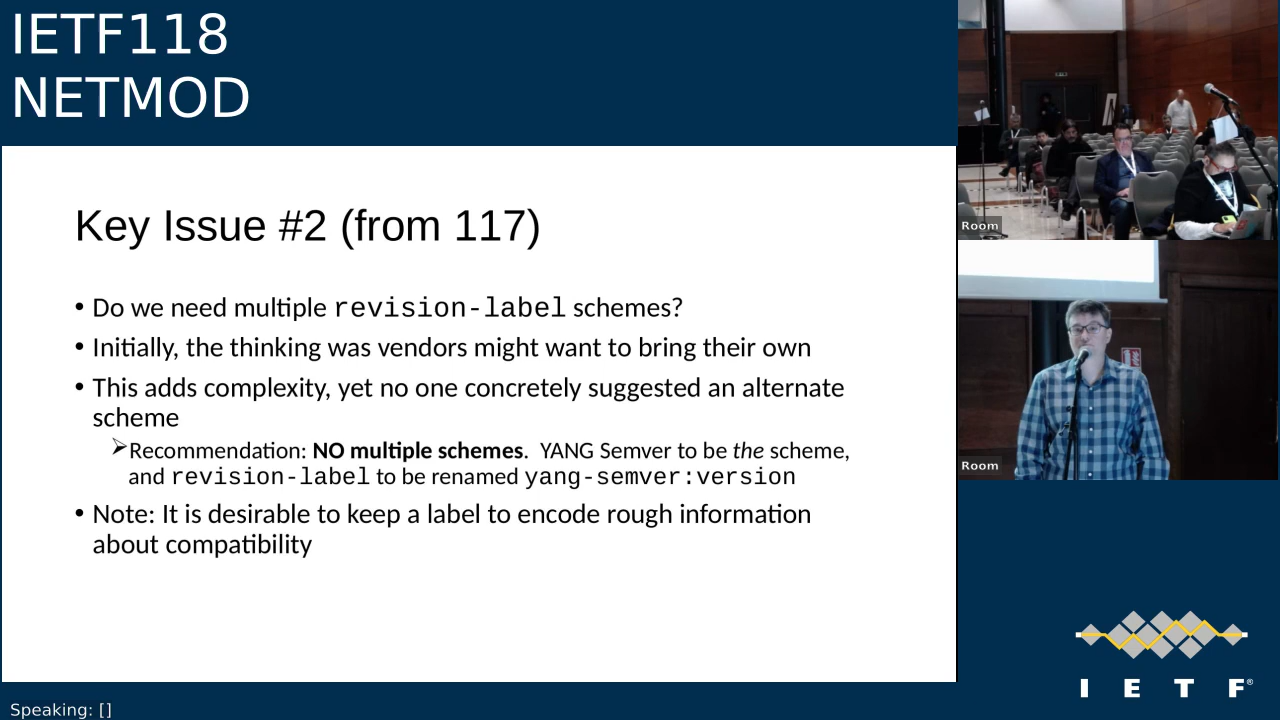 IETF118
NETMOD
Key Issue #2 (from 117)
• Do we need multiple revision-label schemes?
• Initially, the thinking was vendors might want to bring their own
• This adds complexity, yet no one concretely suggested an alternate
scheme
➢Recommendation: NO multiple schemes. YANG Semver to be the scheme,
and revision-label to be renamed yang-semver:version
• Note: It is desirable to keep a label to encode rough information
about compatibility
Room
Room
I E T F®
Speaking: []